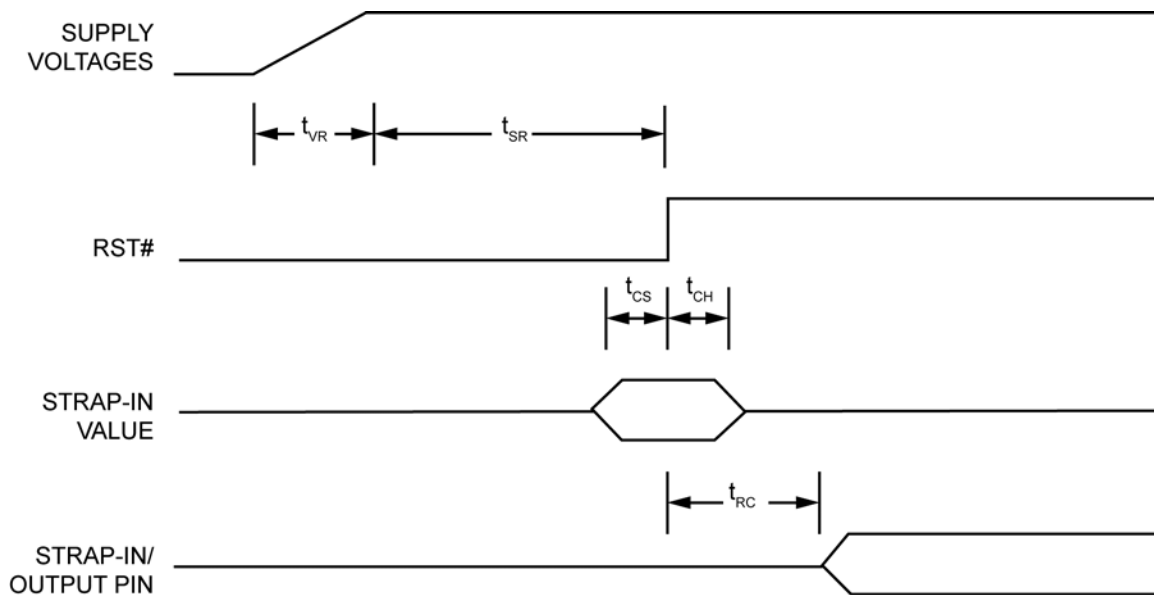 SUPPLY
VOLTAGES
tVR
tSR
RST#
tCS
tCH
STRAP-IN
VALUE
tRC
STRAP-IN/
OUTPUT PIN